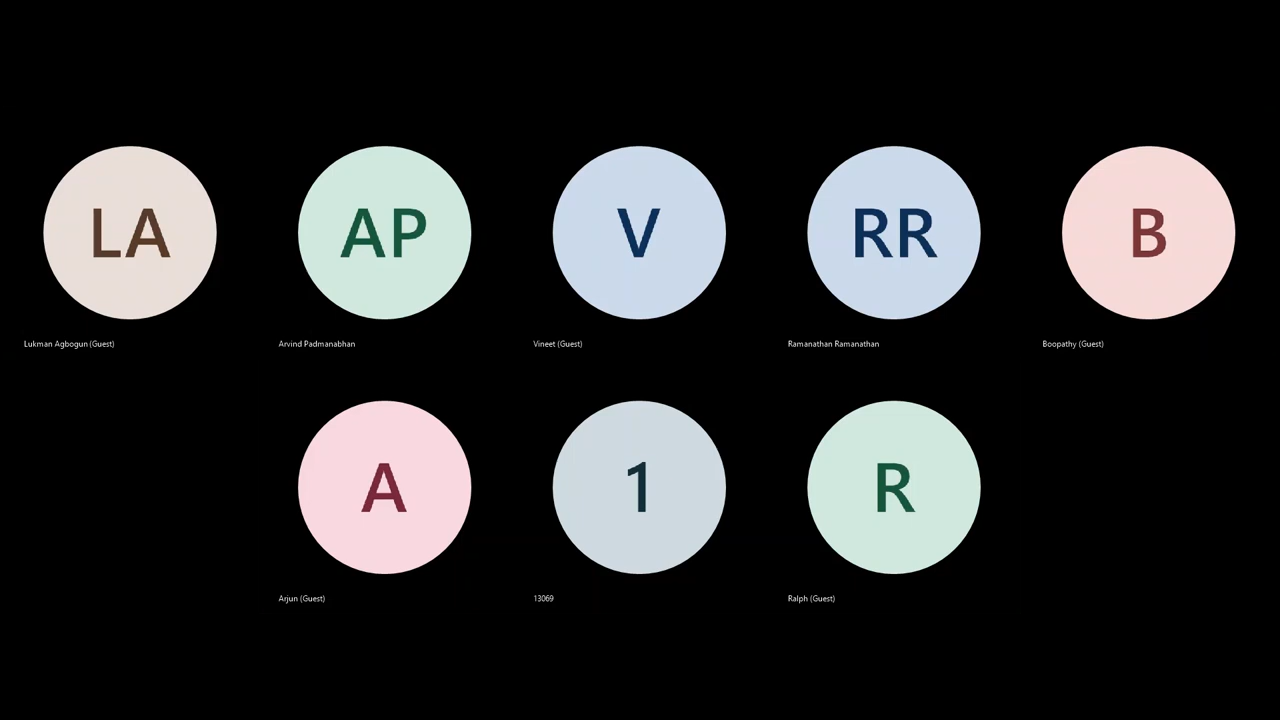 LA
AP
V
RR
B
Lukman Agbogun (Guest)
Arvind Padmanabhan
Vineet (Guest)
Ramanathan Ramanathan
Boopathy (Guest)
A
1
R
Arjun (Guest)
13069
Ralph (Guest)